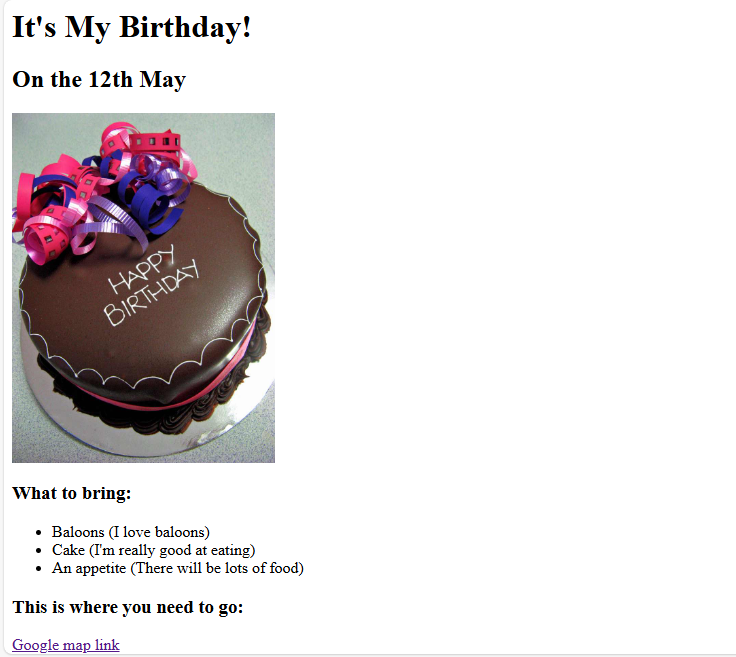 It's My Birthday!
On the 12th May
HAPPY
BIRTHDAY
What to bring:
Baloons (I love baloons)
Cake (I'm really good at eating)
An appetite (There will be lots of food)
This is where you need to go:
Google map link